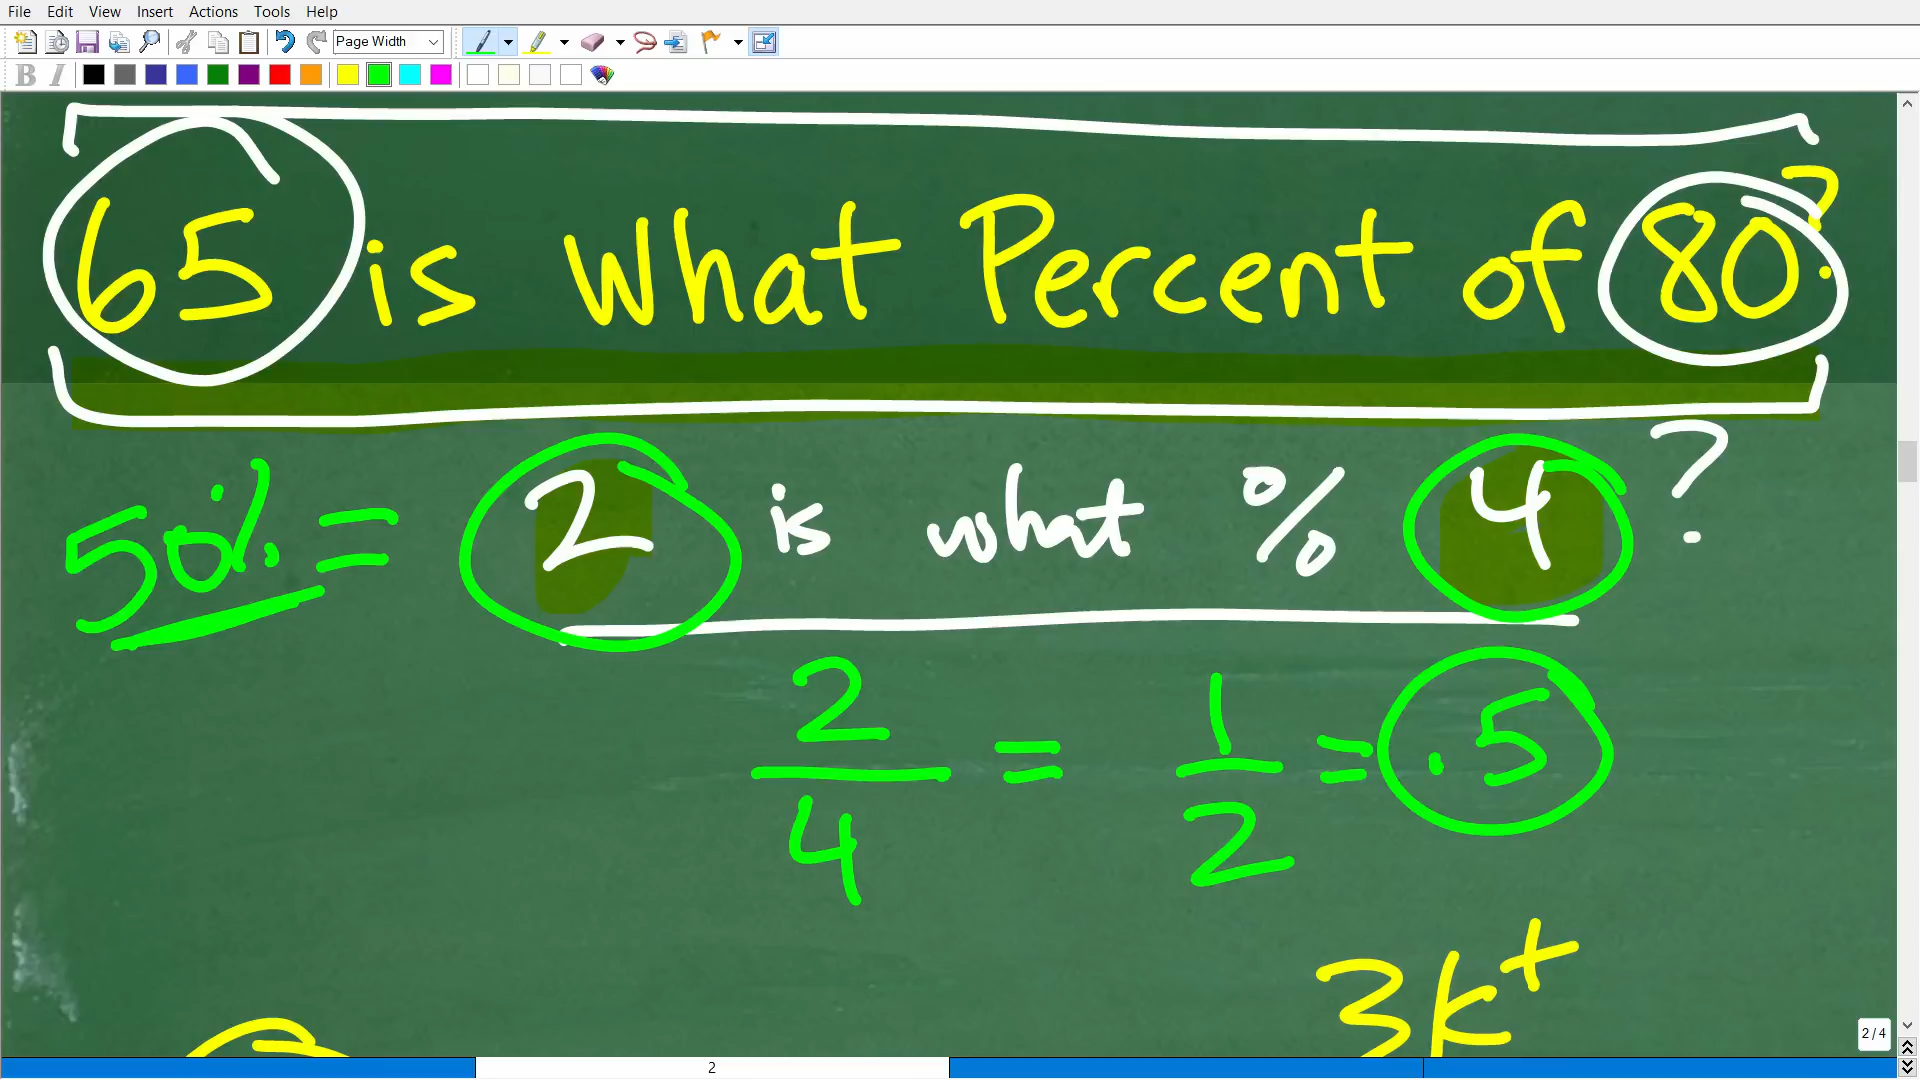 File Edit View Insert Actions Tools Help
Page Width
B I
65 is What Percent of 80?
50% = 2 is what % 4 ?
2/4 = 1/2 = .5
3k+
2/4
2